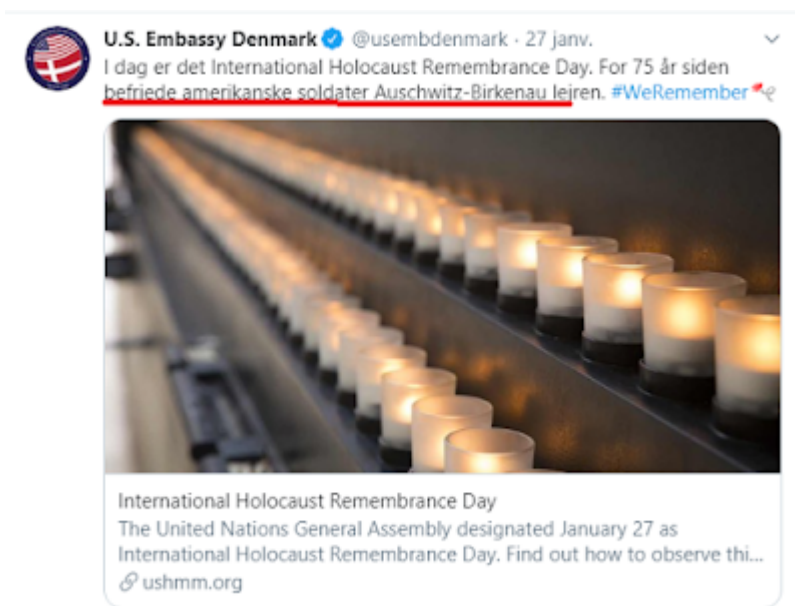 U.S. Embassy Denmark @usembdenmark · 27 janv.
I dag er det International Holocaust Remembrance Day. For 75 år siden
befriede amerikanske soldater Auschwitz-Birkenau lejren. #WeRemember
International Holocaust Remembrance Day
The United Nations General Assembly designated January 27 as
International Holocaust Remembrance Day. Find out how to observe thi...
ushmm.org